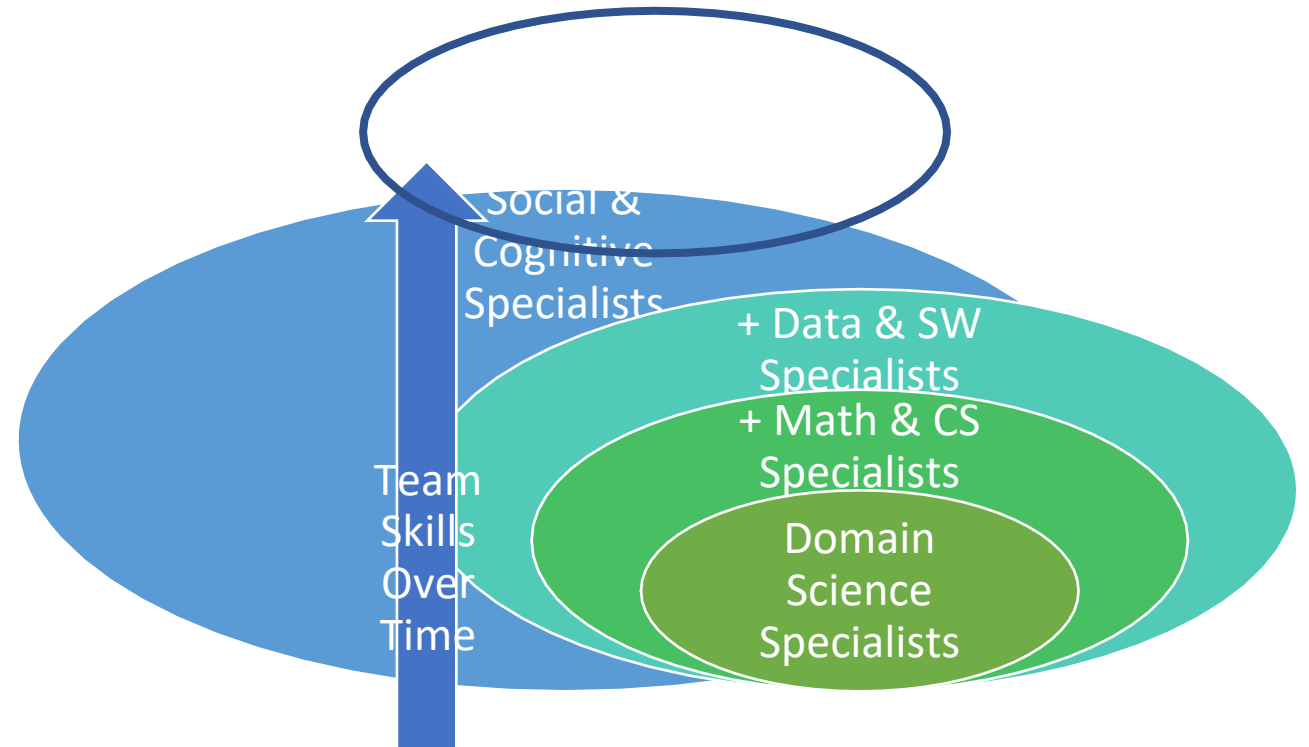 Social &
Cognitive
Specialists
+ Data & SW
Specialists
+ Math & CS
Specialists
Domain
Science
Specialists
Team
Skills
Over
Time